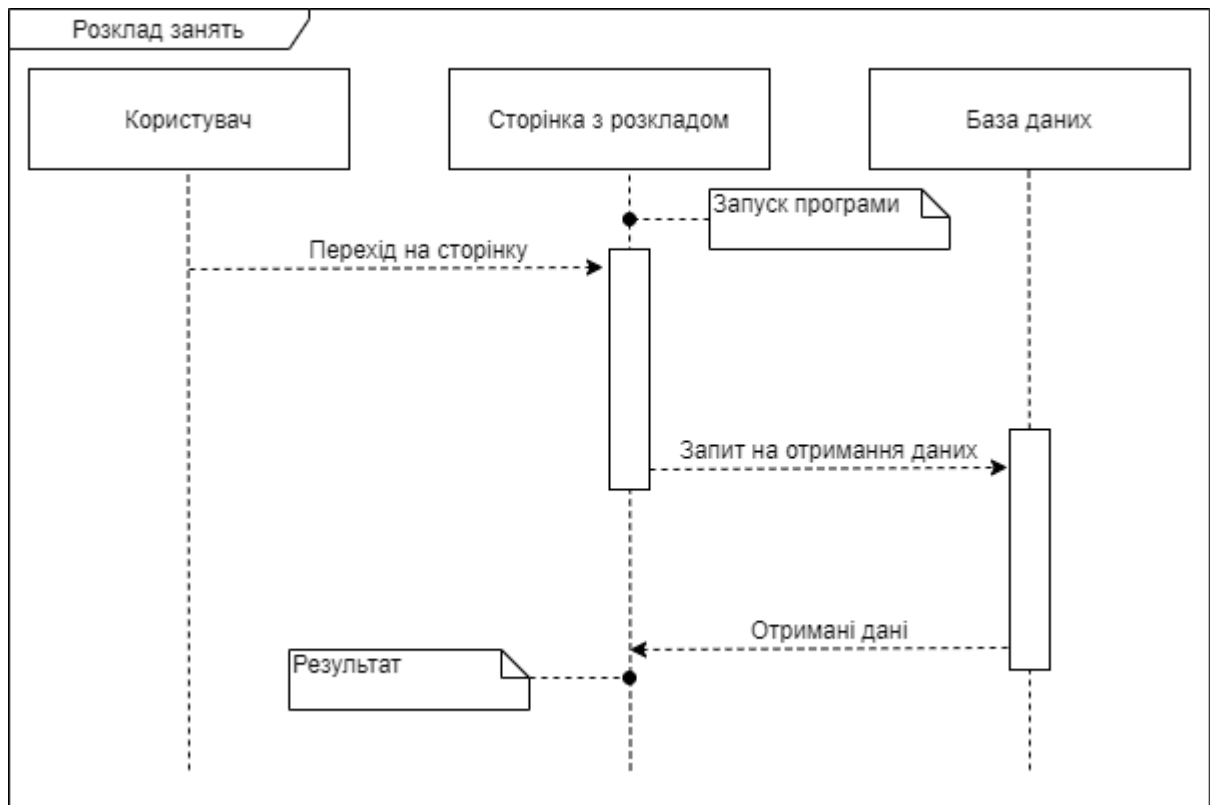 Розклад занять
Користувач
Сторінка з розкладом
База даних
Запуск програми
Перехід на сторінку
Запит на отримання даних
Отримані дані
Результат